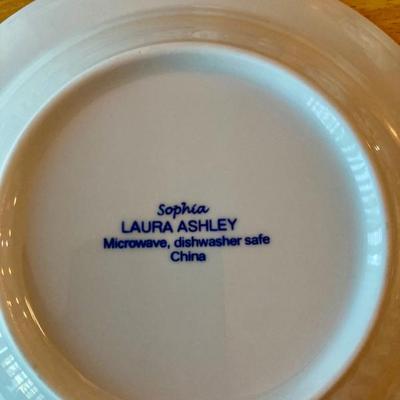 Sophia
LAURA ASHLEY
Microwave, dishwasher safe
China